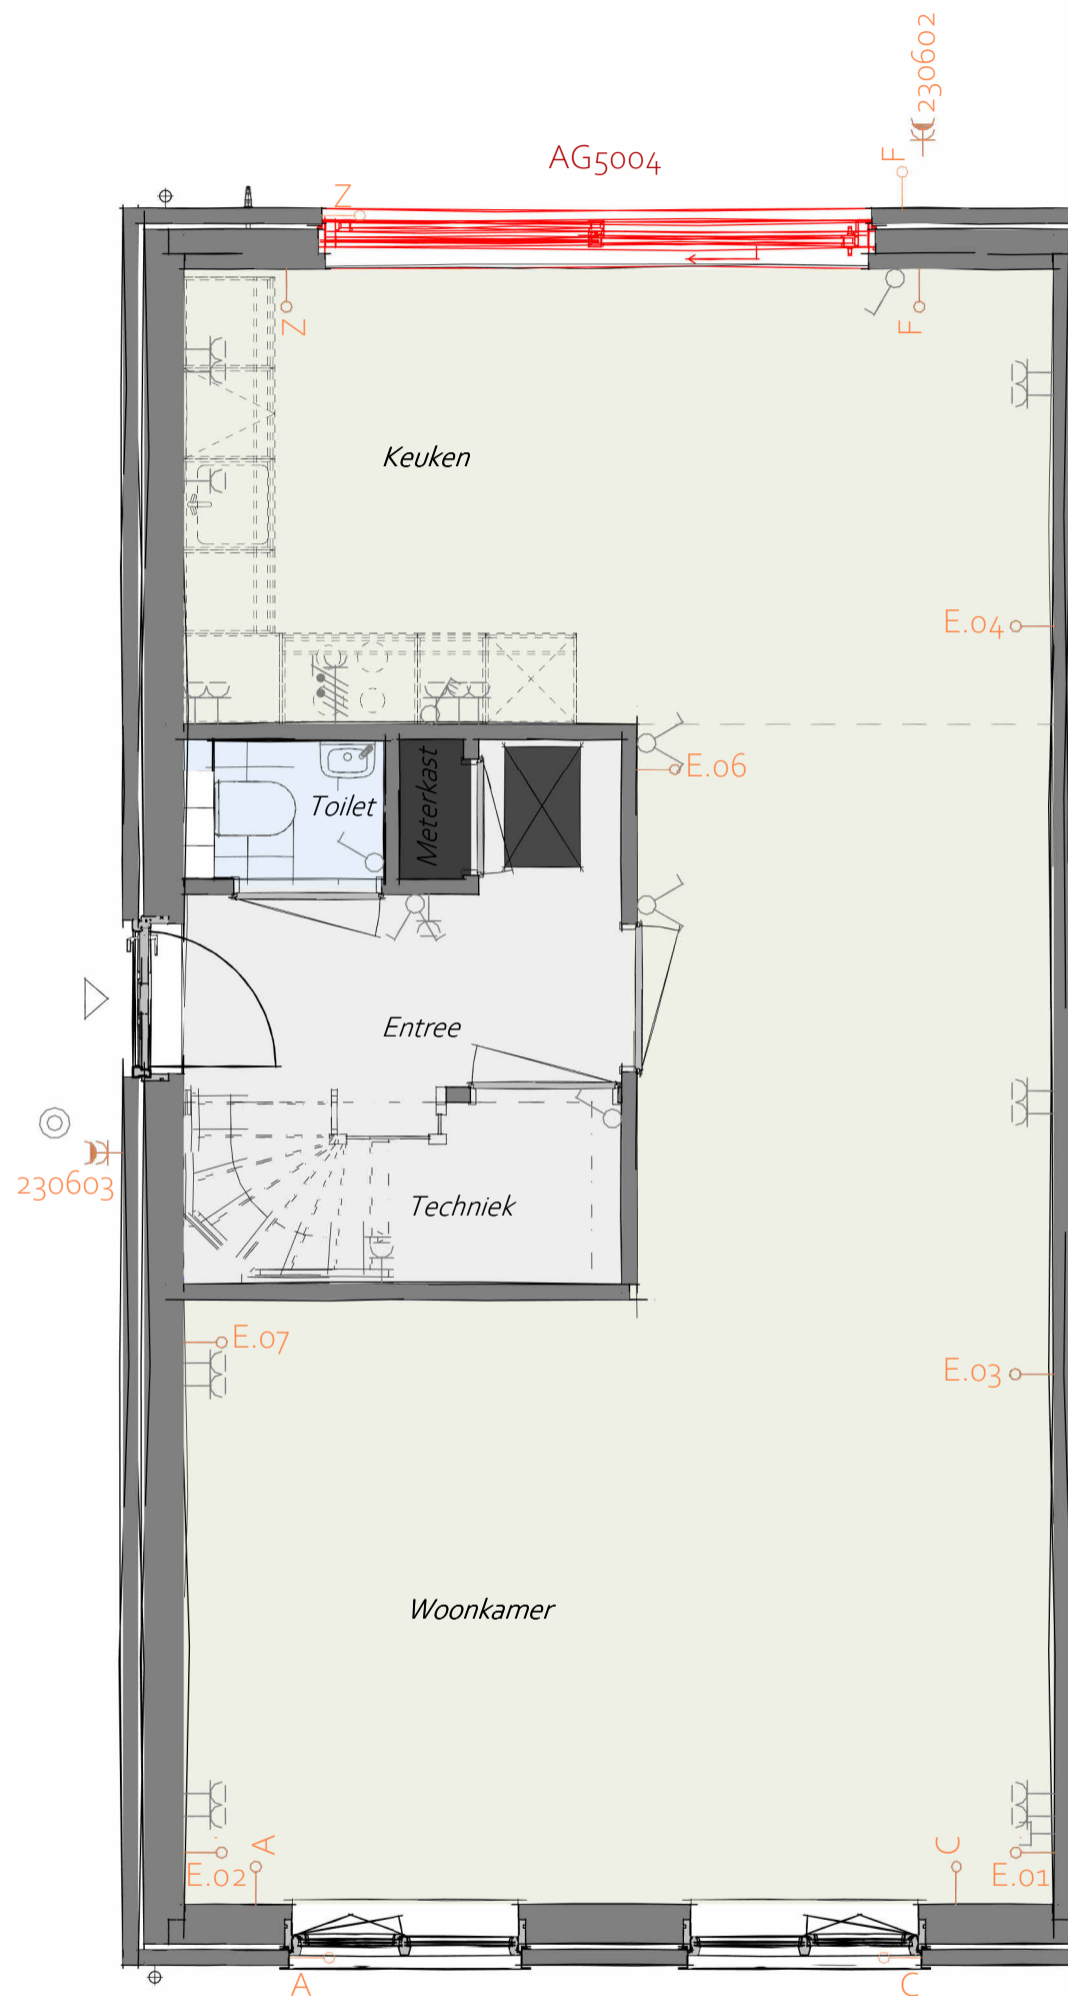 230602
AG5004
F
Z
Z
F
Keuken
E.04
E.06
Toilet
Meterkast
Entree
230603
Techniek
E.07
E.03
Woonkamer
A
C
E.02
E.01
A
C